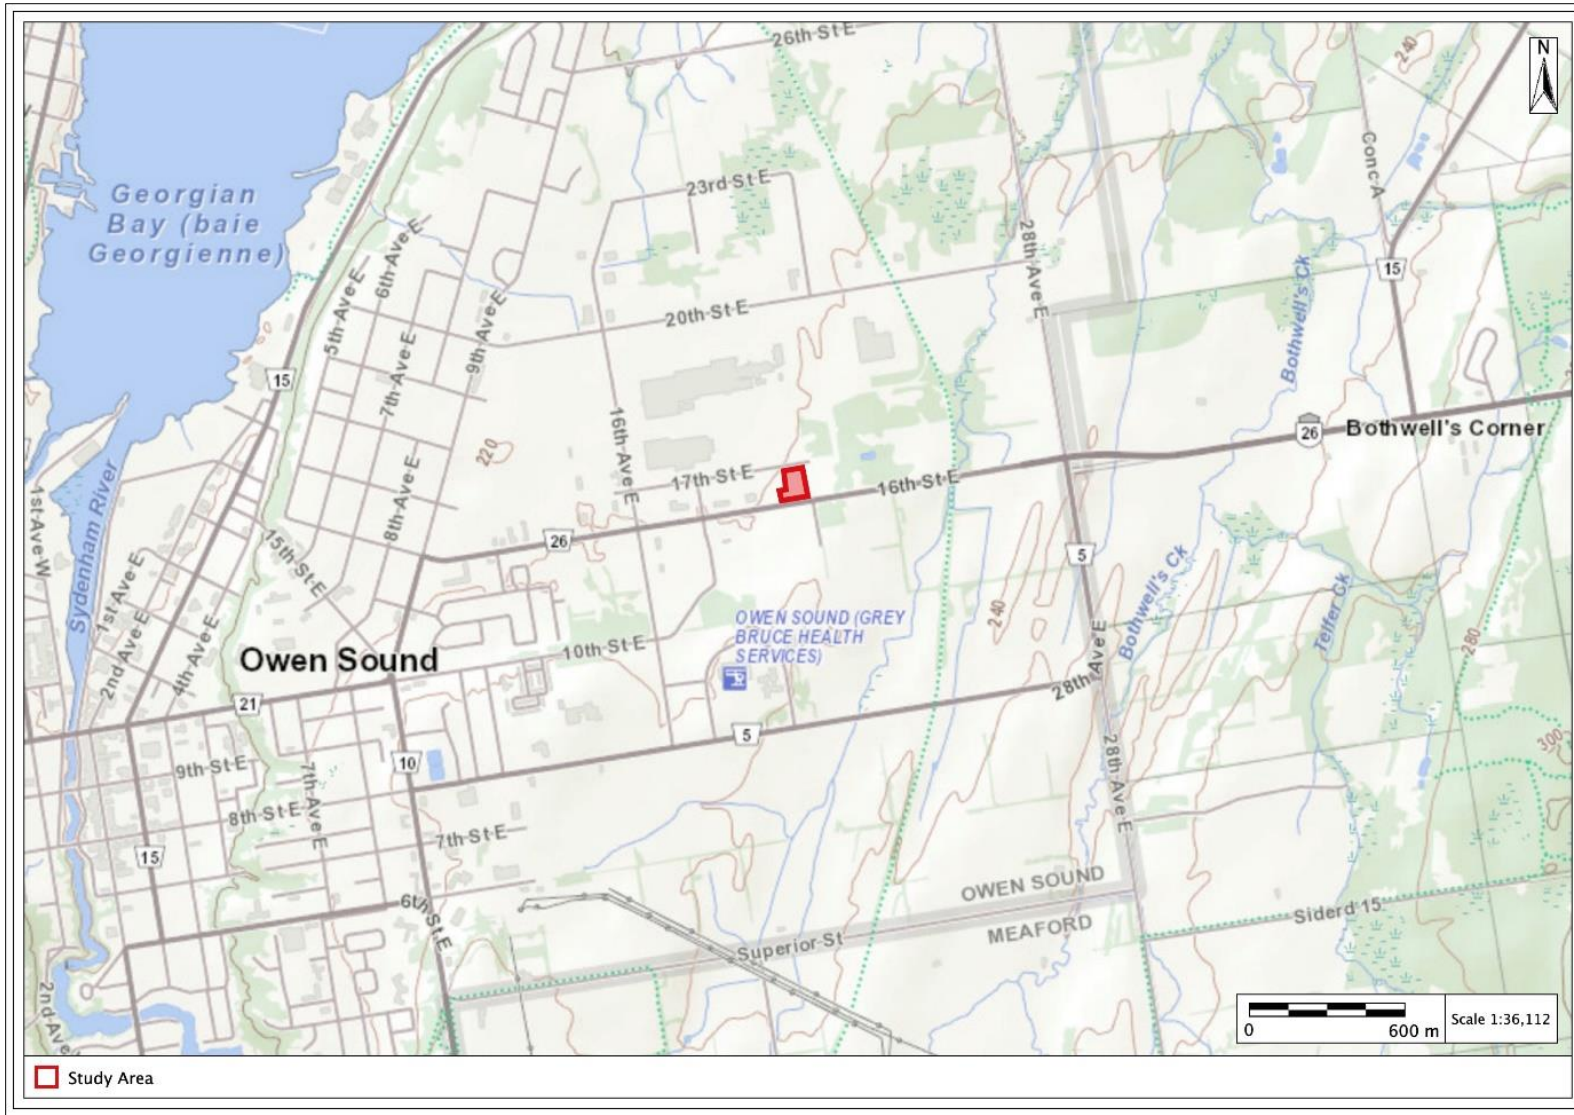 26th St E
N
240
Conc A
Georgian
Bay (baie
Georgienne)
23rd St E
6th Ave E
28th Ave E
15
Bothwell's Ck
5th Ave E
9th Ave E
20th St E
15
7th Ave E
16th Ave E
220
26
Bothwell's Corner
17th St E
16th St E
1st Ave W
Sydenham River
8th Ave E
26
15th St E
5
1st Ave E
2nd Ave E
4th Ave E
240
Bothwell's Ck
Telfer Ck
OWEN SOUND (GREY
BRUCE HEALTH
SERVICES)
10th St E
Owen Sound
280
28th Ave E
21
5
300
10
9th St E
7th Ave E
28th Ave E
8th St E
7th St E
15
OWEN SOUND
6th St E
Siderd 15
MEAFORD
Superior St
2nd Ave
0
600 m
Scale 1:36,112
Study Area